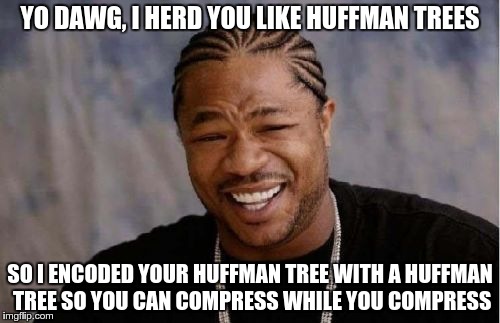 YO DAWG, I HERD YOU LIKE HUFFMAN TREES
SO I ENCODED YOUR HUFFMAN TREE WITH A HUFFMAN
TREE SO YOU CAN COMPRESS WHILE YOU COMPRESS
imgflip.com